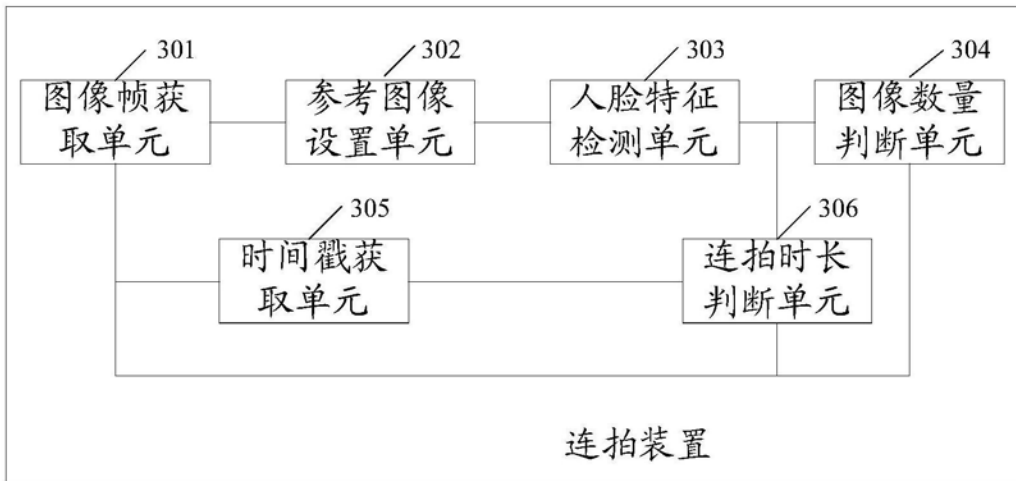 301
302
303
304
图像帧获
取单元
参考图像
设置单元
人脸特征
检测单元
图像数量
判断单元
305
306
时间戳获
取单元
连拍时长
判断单元
连拍装置